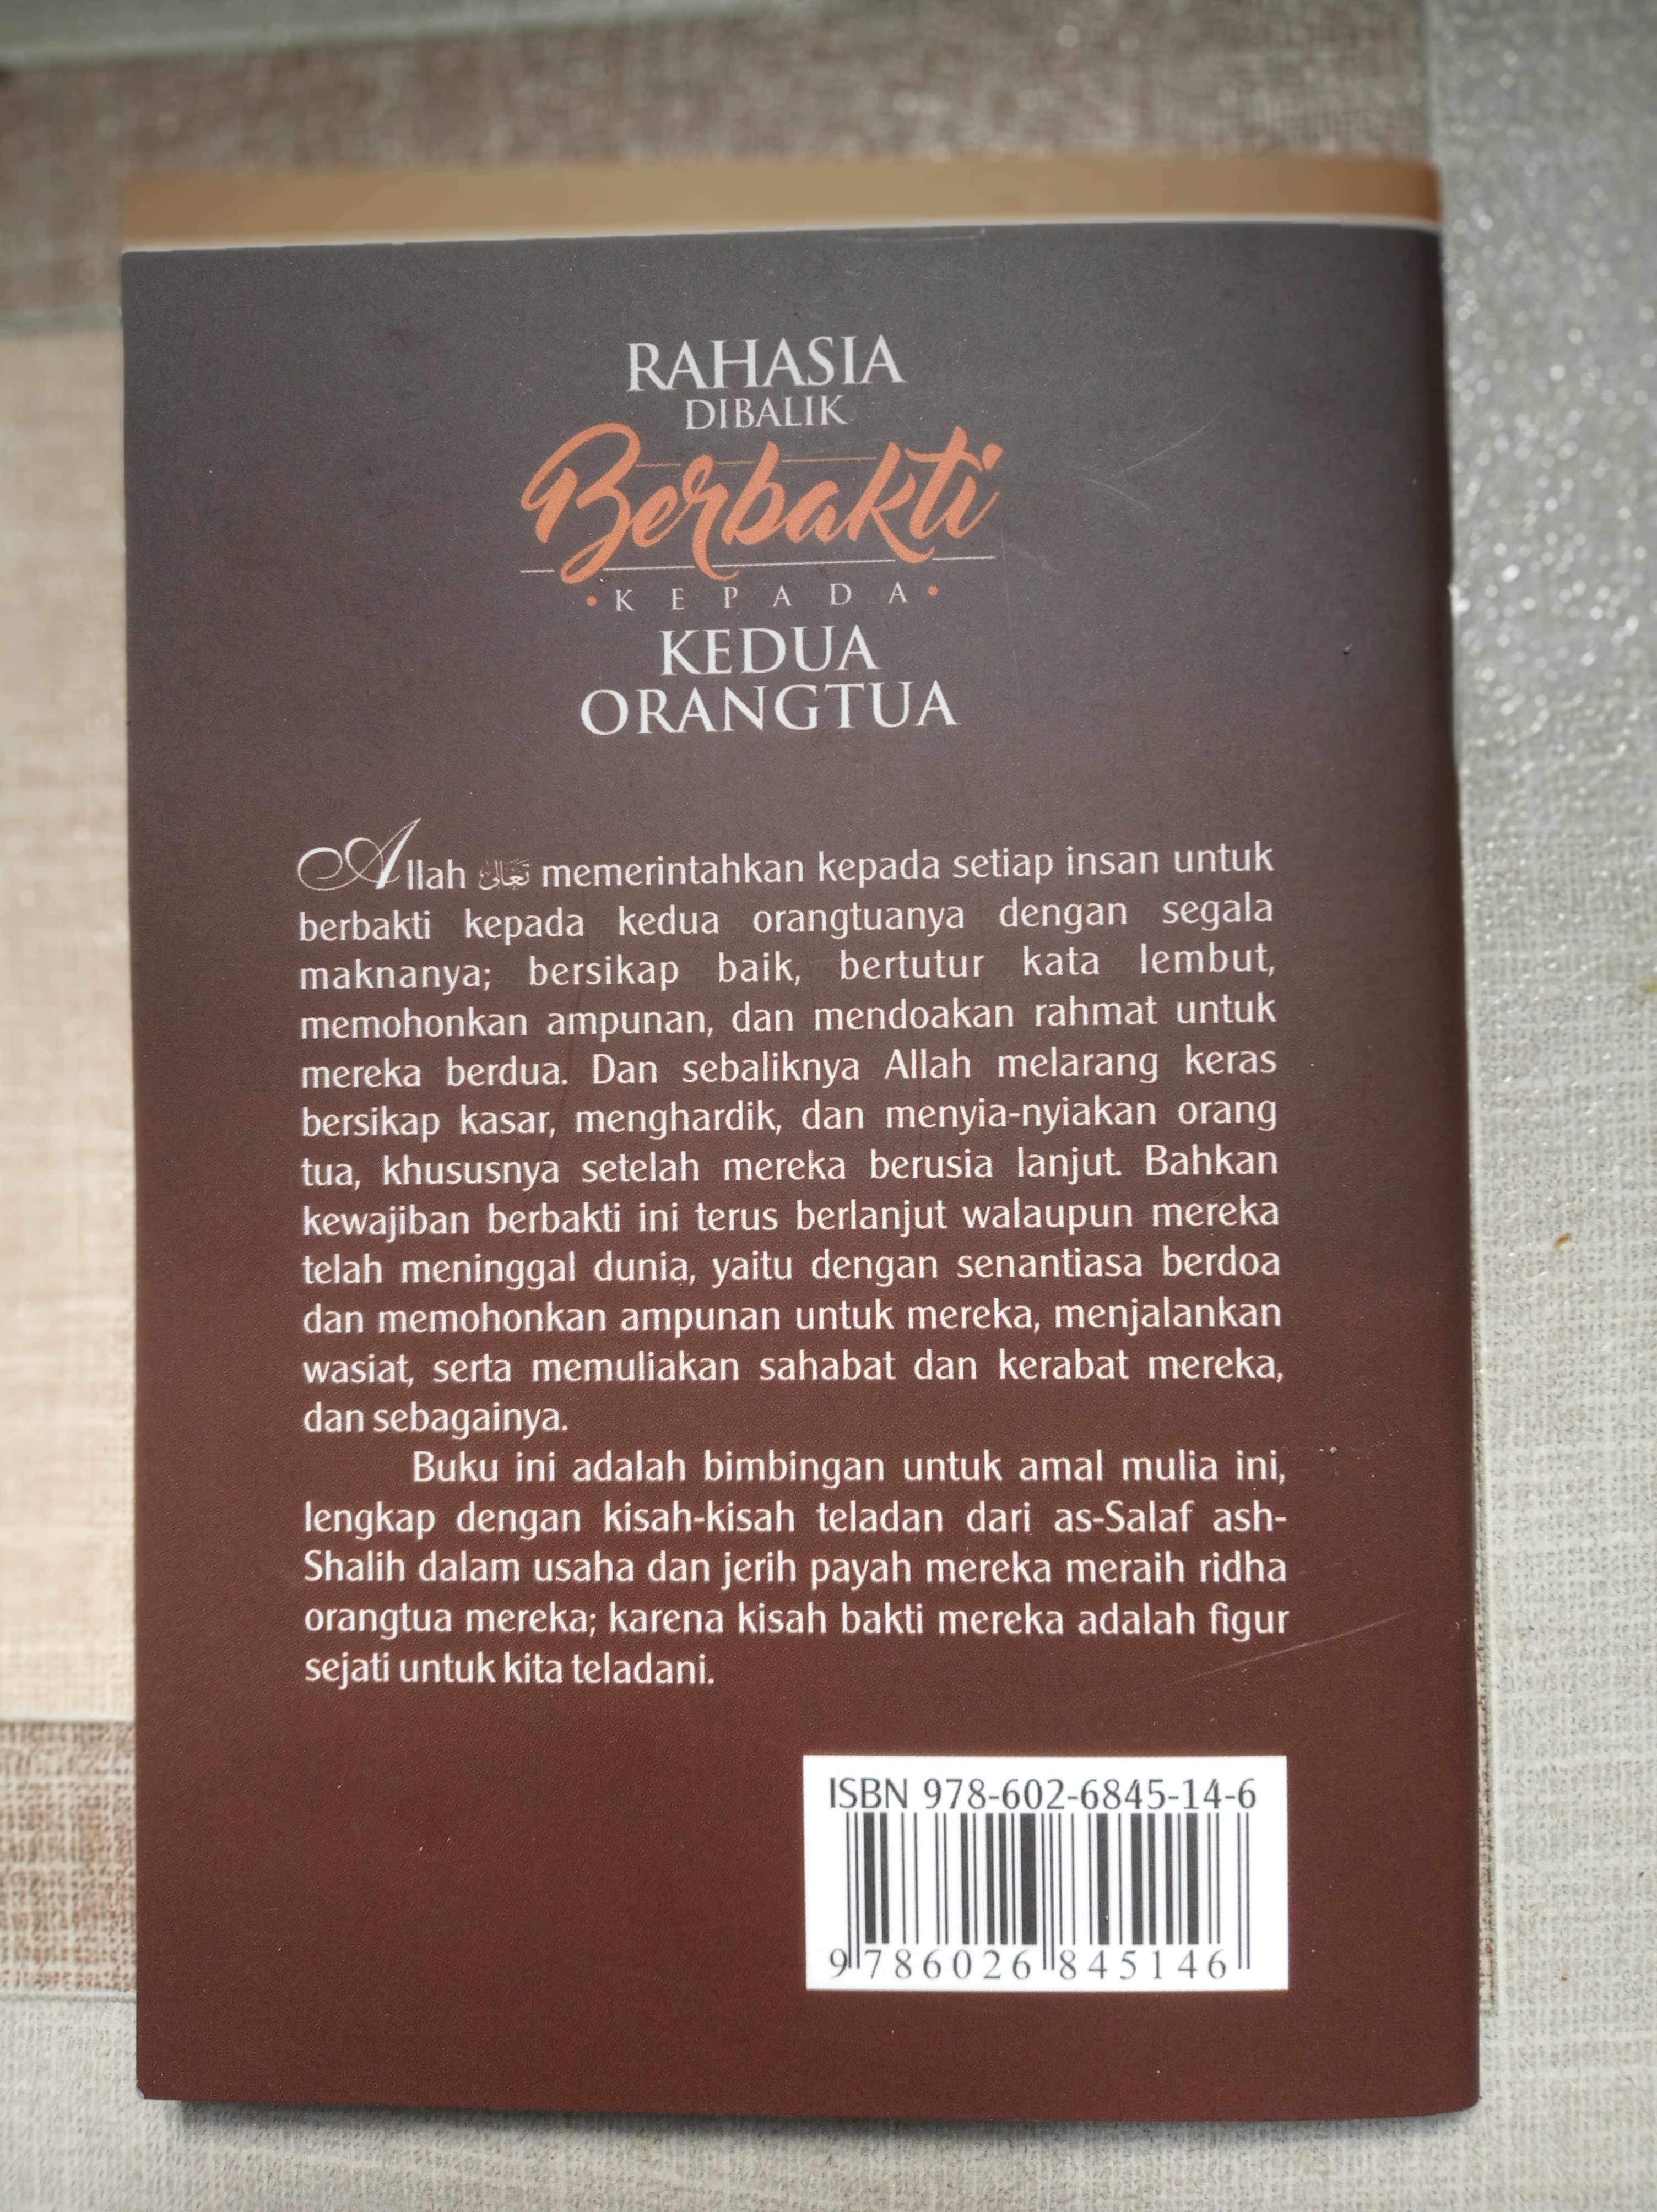 RAHASIA
DIBALIK
Berbakti
• K E P A D A •
KEDUA
ORANGTUA
Allah تعالى memerintahkan kepada setiap insan untuk
berbakti kepada kedua orangtuanya dengan segala
maknanya; bersikap baik, bertutur kata lembut,
memohonkan ampunan, dan mendoakan rahmat untuk
mereka berdua. Dan sebaliknya Allah melarang keras
bersikap kasar, menghardik, dan menyia-nyiakan orang
tua, khususnya setelah mereka berusia lanjut. Bahkan
kewajiban berbakti ini terus berlanjut walaupun mereka
telah meninggal dunia, yaitu dengan senantiasa berdoa
dan memohonkan ampunan untuk mereka, menjalankan
wasiat, serta memuliakan sahabat dan kerabat mereka,
dan sebagainya.
Buku ini adalah bimbingan untuk amal mulia ini,
lengkap dengan kisah-kisah teladan dari as-Salaf ash-
Shalih dalam usaha dan jerih payah mereka meraih ridha
orangtua mereka; karena kisah bakti mereka adalah figur
sejati untuk kita teladani.
ISBN 978-602-6845-14-6
9 786026 845146